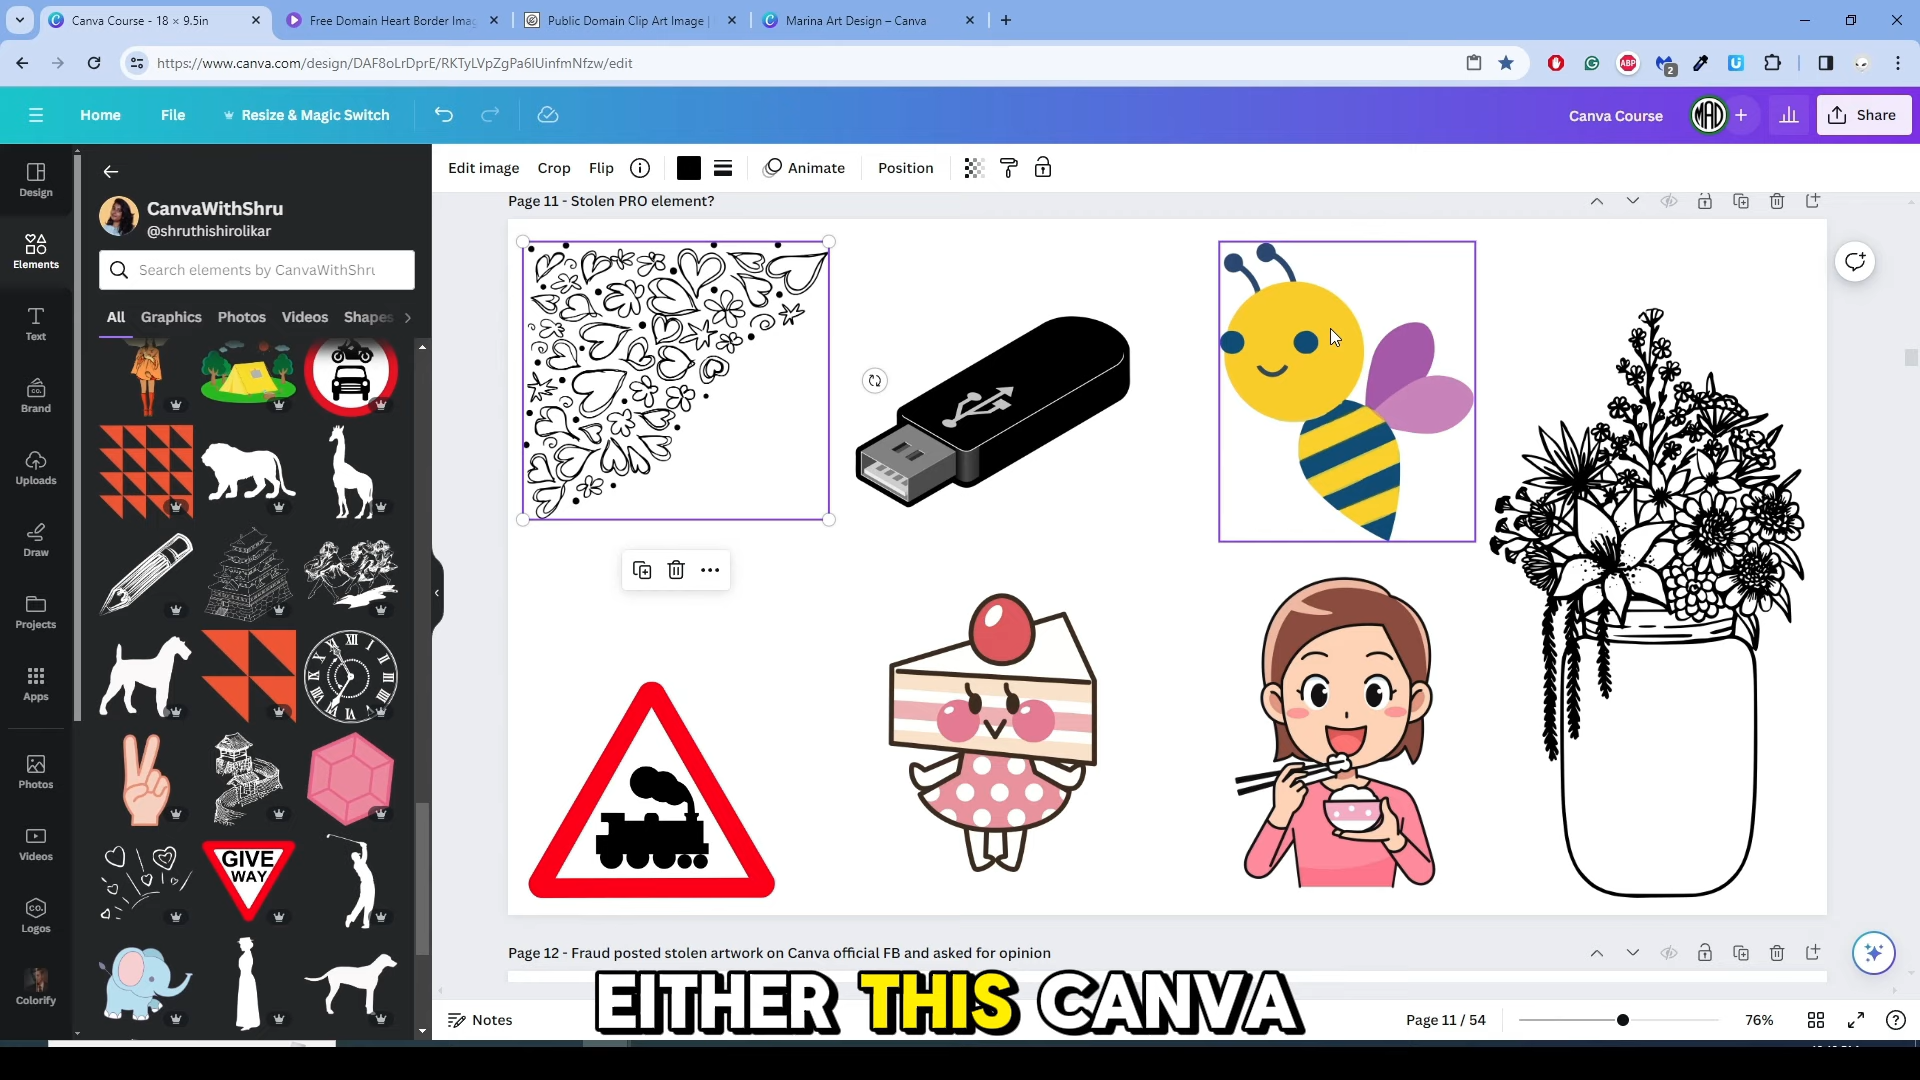 Canva Course - 18 × 9.5in
Free Domain Heart Border Imag
Public Domain Clip Art Image |
Marina Art Design – Canva
https://www.canva.com/design/DAF8oLrDprE/RKTyLVpZgPa6IUinfmNfzw/edit
ABP
2
Home
File
Resize & Magic Switch
Canva Course
MAD
Share
Edit image
Crop
Flip
Animate
Position
Design
Elements
Text
Brand
Uploads
Draw
Projects
Apps
Photos
Videos
Logos
Colorify
CanvaWithShru
@shruthishirolikar
Search elements by CanvaWithShru
All
Graphics
Photos
Videos
Shapes
GIVE
WAY
Page 11 - Stolen PRO element?
Page 12 - Fraud posted stolen artwork on Canva official FB and asked for opinion
EITHER THIS CANVA
Notes
Page 11 / 54
76%